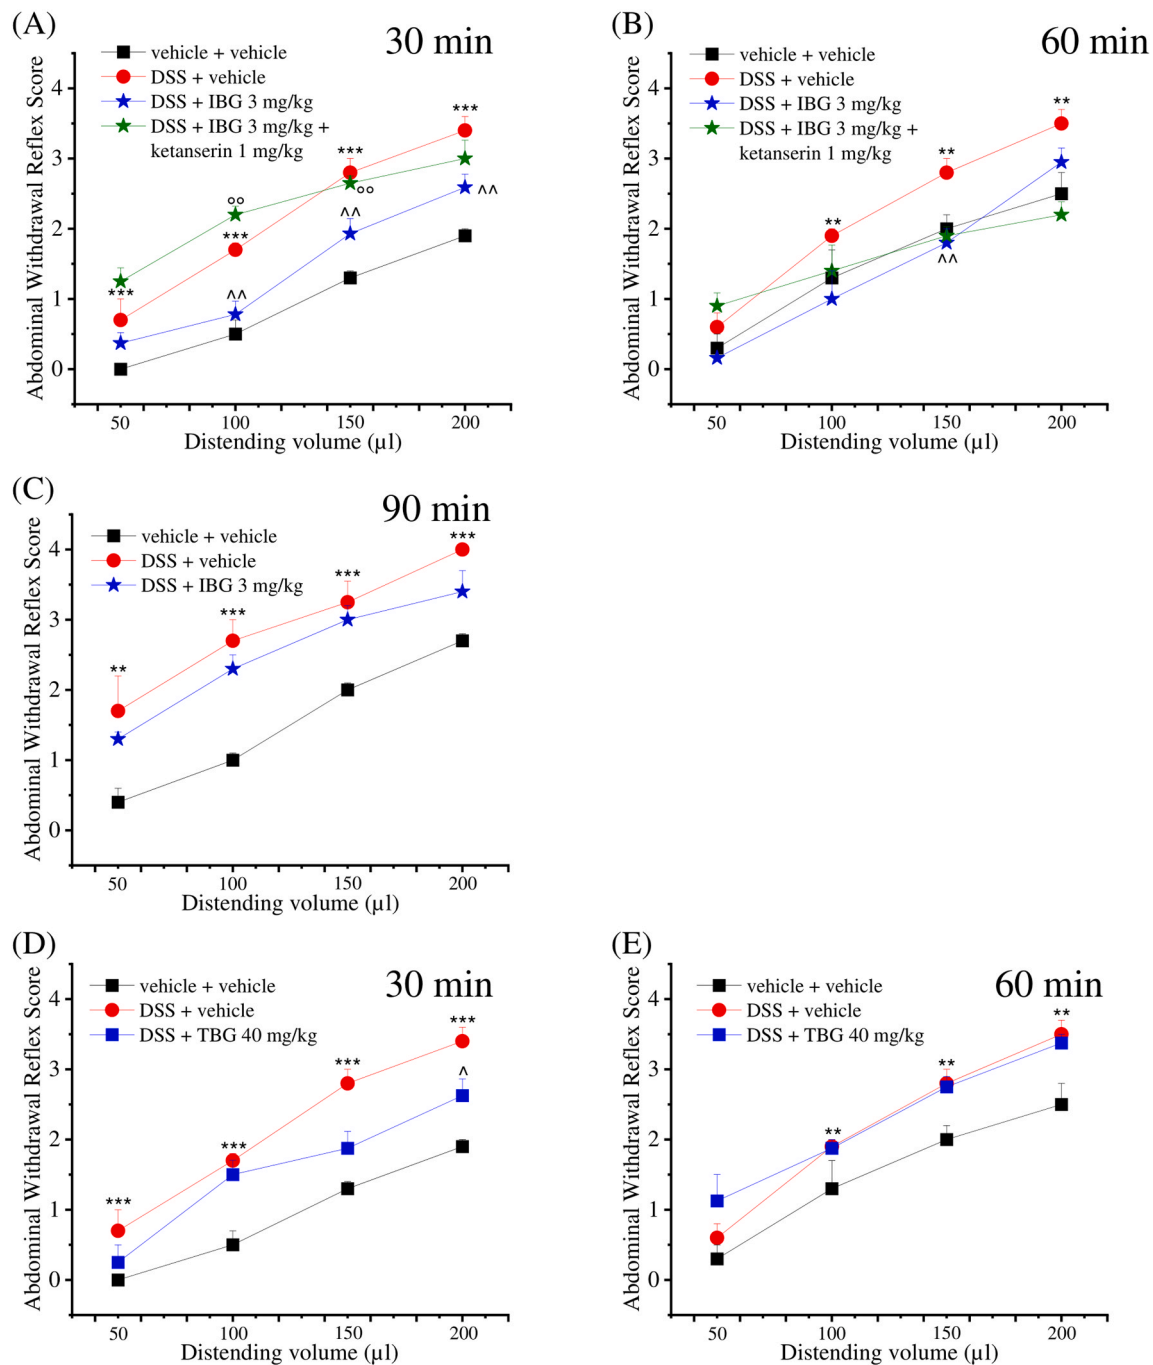 (A)
30 min
vehicle + vehicle
DSS + vehicle
DSS + IBG 3 mg/kg
DSS + IBG 3 mg/kg +
ketanserin 1 mg/kg
Abdominal Withdrawal Reflex Score
4
3
2
1
0
***
***
***
***
°°
°°
^^
^^
^^
50 100 150 200
Distending volume (µl)
(B)
60 min
vehicle + vehicle
DSS + vehicle
DSS + IBG 3 mg/kg
DSS + IBG 3 mg/kg +
ketanserin 1 mg/kg
Abdominal Withdrawal Reflex Score
4
3
2
1
0
**
**
**
^^
50 100 150 200
Distending volume (µl)
(C)
90 min
vehicle + vehicle
DSS + vehicle
DSS + IBG 3 mg/kg
Abdominal Withdrawal Reflex Score
4
3
2
1
0
**
***
***
***
50 100 150 200
Distending volume (µl)
(D)
30 min
vehicle + vehicle
DSS + vehicle
DSS + TBG 40 mg/kg
Abdominal Withdrawal Reflex Score
4
3
2
1
0
***
***
***
***
^
50 100 150 200
Distending volume (µl)
(E)
60 min
vehicle + vehicle
DSS + vehicle
DSS + TBG 40 mg/kg
Abdominal Withdrawal Reflex Score
4
3
2
1
0
**
**
**
50 100 150 200
Distending volume (µl)